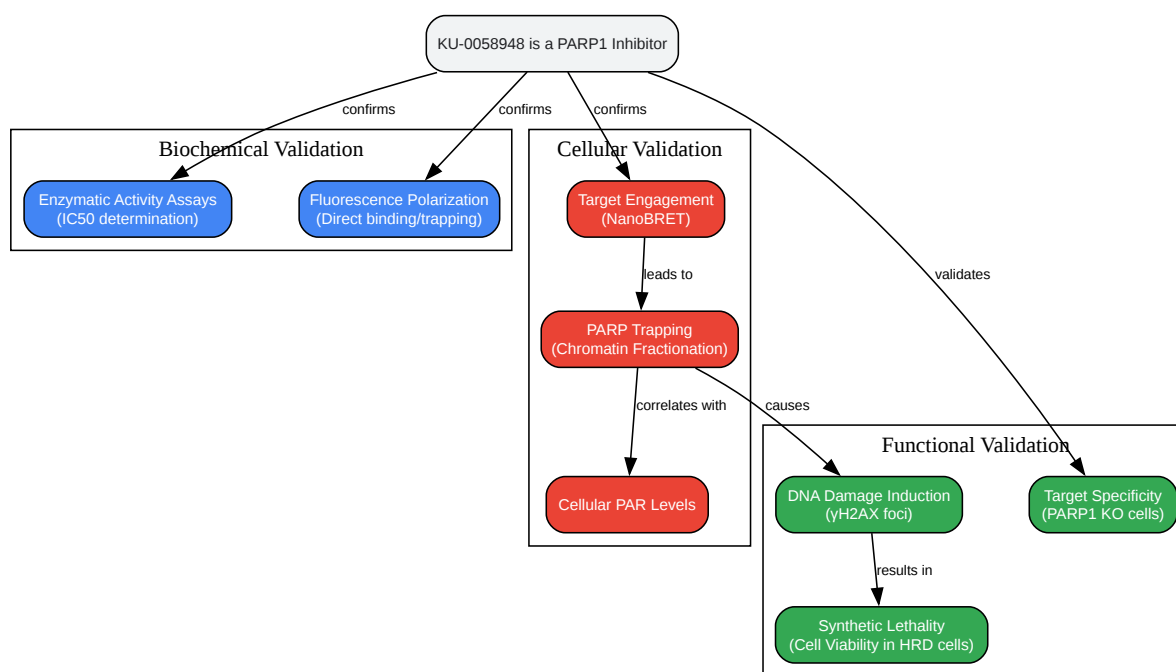 KU-0058948 is a PARP1 Inhibitor
confirms
confirms
confirms
Biochemical Validation
Cellular Validation
Enzymatic Activity Assays
(IC50 determination)
Fluorescence Polarization
(Direct binding/trapping)
Target Engagement
(NanoBRET)
leads to
validates
PARP Trapping
(Chromatin Fractionation)
correlates with
causes
Functional Validation
Cellular PAR Levels
DNA Damage Induction
(γH2AX foci)
Target Specificity
(PARP1 KO cells)
results in
Synthetic Lethality
(Cell Viability in HRD cells)